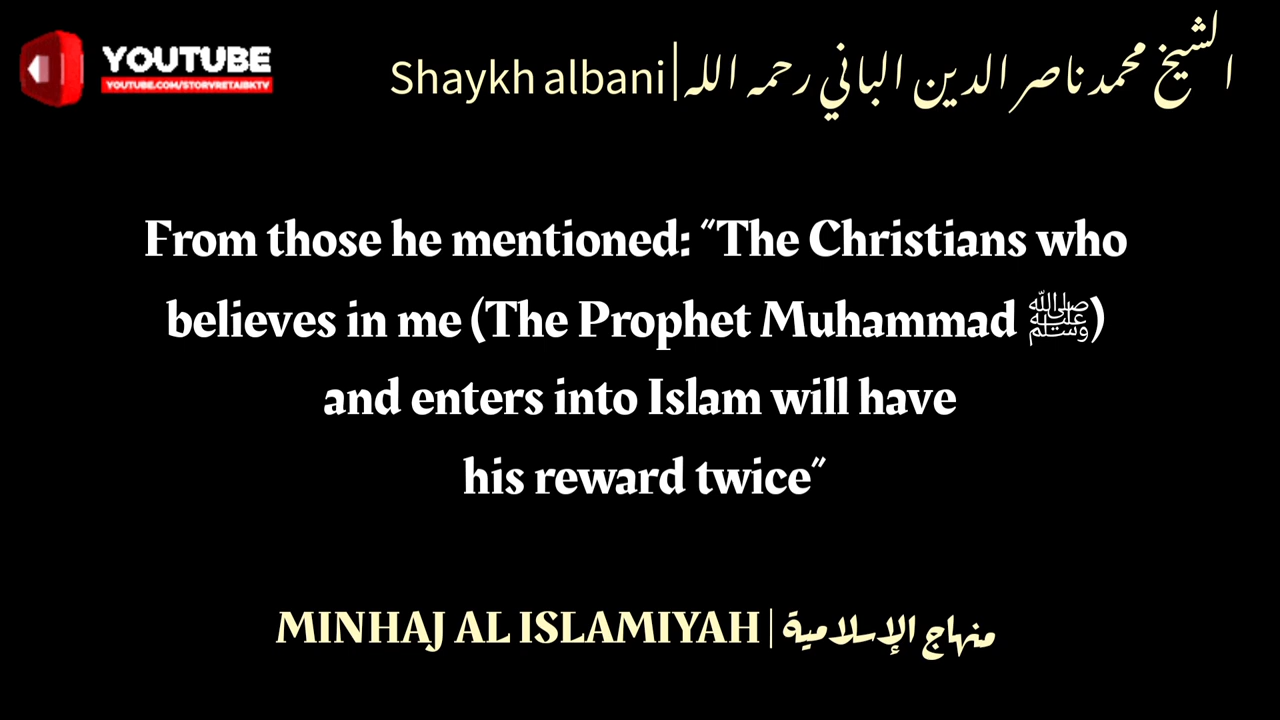 YOUTUBE
YOUTUBE.COM/STORVRETAIBKTV
Shaykh albani|الشيخ محمد ناصر الدين الباني رحمه الله
From those he mentioned: "The Christians who
believes in me (The Prophet Muhammad ﷺ)
and enters into Islam will have
his reward twice"
MINHAJ AL ISLAMIYAH | منهاج الإسلامية